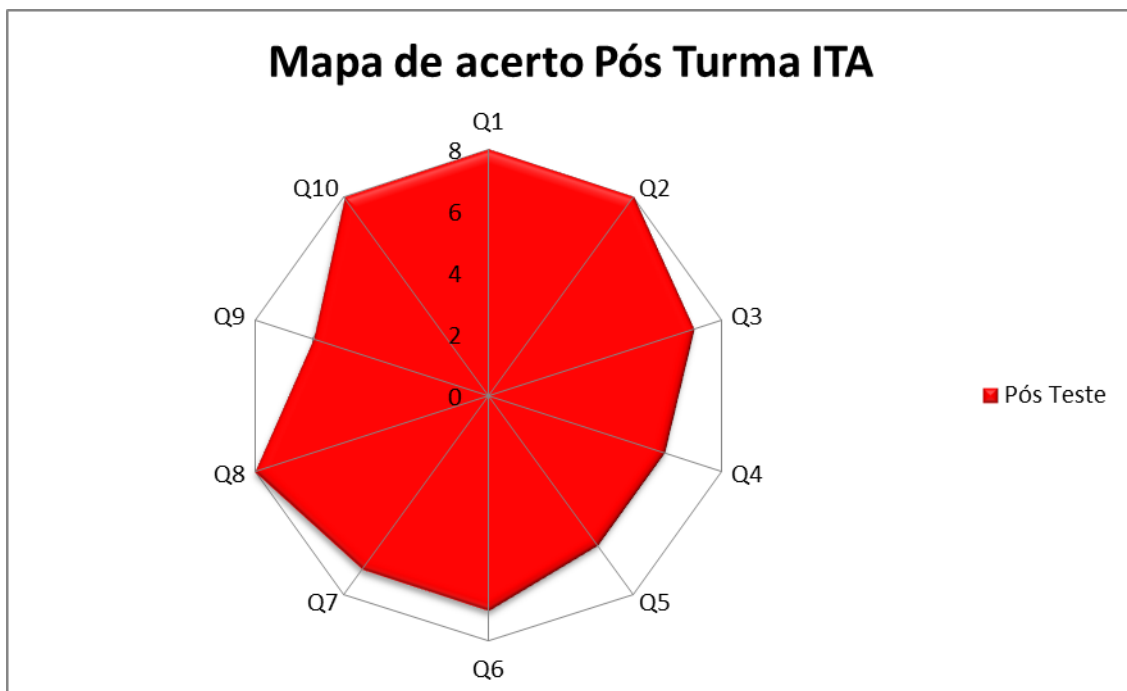 Mapa de acerto Pós Turma ITA
Q1
8
Q10
Q2
6
4
Q9
Q3
2
0
Pós Teste
Q8
Q4
Q7
Q5
Q6